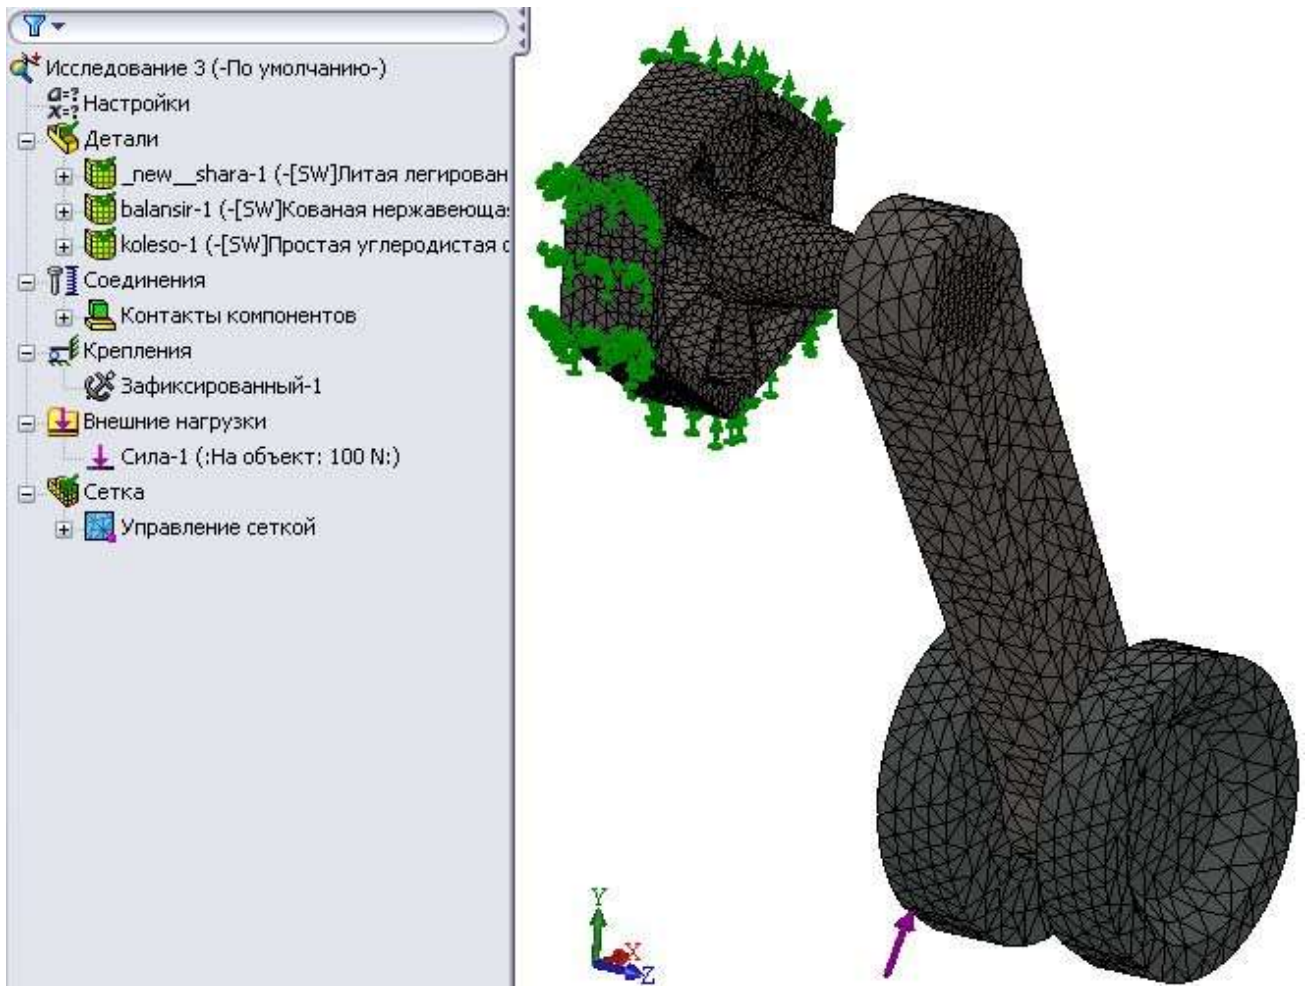 Исследование 3 (-По умолчанию-)
Настройки
Детали
_new__shara-1 (-[SW]Литая легирован
balansir-1 (-[SW]Кованая нержавеющая
koleso-1 (-[SW]Простая углеродистая с
Соединения
Контакты компонентов
Крепления
Зафиксированный-1
Внешние нагрузки
Сила-1 (:На объект: 100 N:)
Сетка
Управление сеткой
Y
X
Z